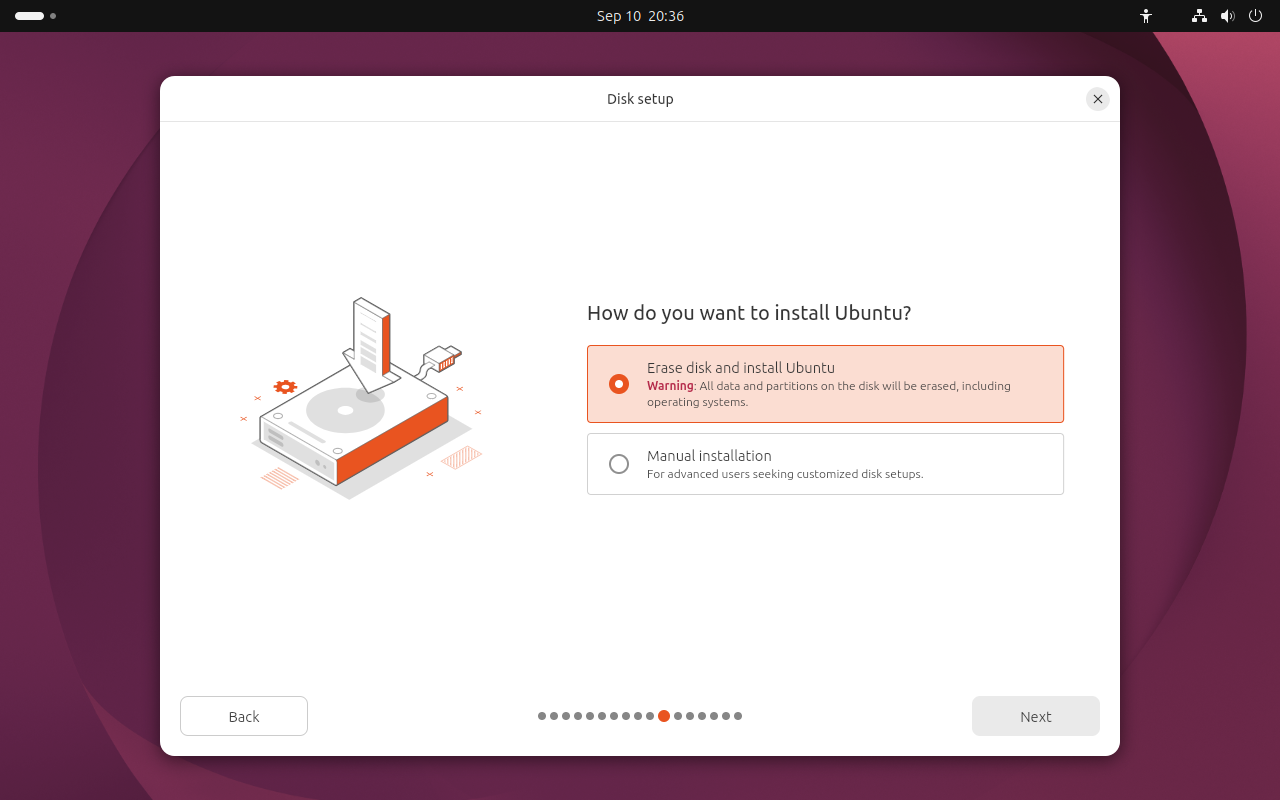 Sep 10 20:36
Disk setup
How do you want to install Ubuntu?
Erase disk and install Ubuntu
Warning: All data and partitions on the disk will be erased, including
operating systems.
Manual installation
For advanced users seeking customized disk setups.
Back
Next